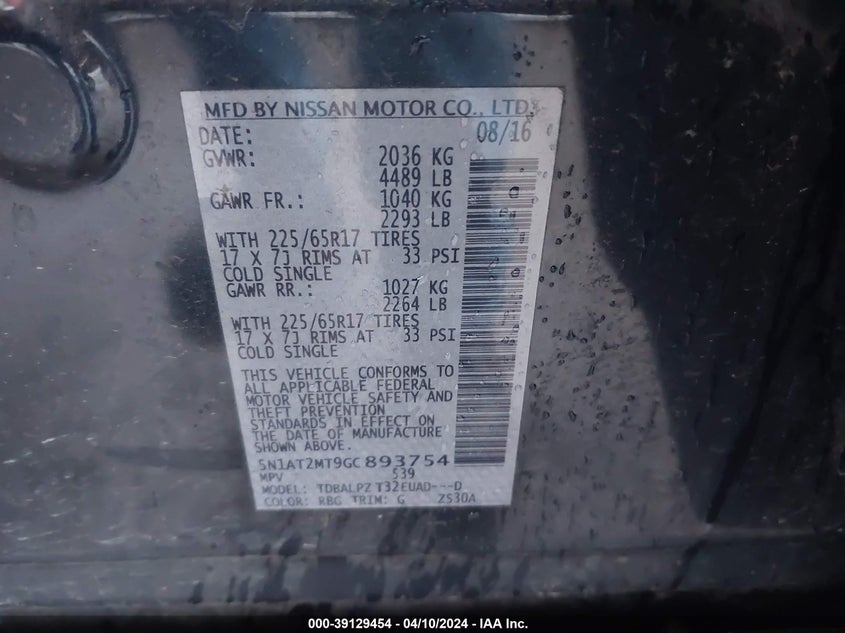 MFD BY NISSAN MOTOR CO., LTD.
DATE: 08/16
GVWR: 2036 KG
4489 LB
GAWR FR.: 1040 KG
2293 LB
WITH 225/65R17 TIRES
17 X 7J RIMS AT 33 PSI
COLD SINGLE
GAWR RR.: 1027 KG
2264 LB
WITH 225/65R17 TIRES
17 X 7J RIMS AT 33 PSI
COLD SINGLE
THIS VEHICLE CONFORMS TO
ALL APPLICABLE FEDERAL
MOTOR VEHICLE SAFETY AND
THEFT PREVENTION
STANDARDS IN EFFECT ON
THE DATE OF MANUFACTURE
SHOWN ABOVE.
5N1AT2MT9GC893754
MPV 539
MODEL: TDBALPZ T32EUAD---D
COLOR: RBG TRIM: G ZS30A
000-39129454 - 04/10/2024 - IAA Inc.